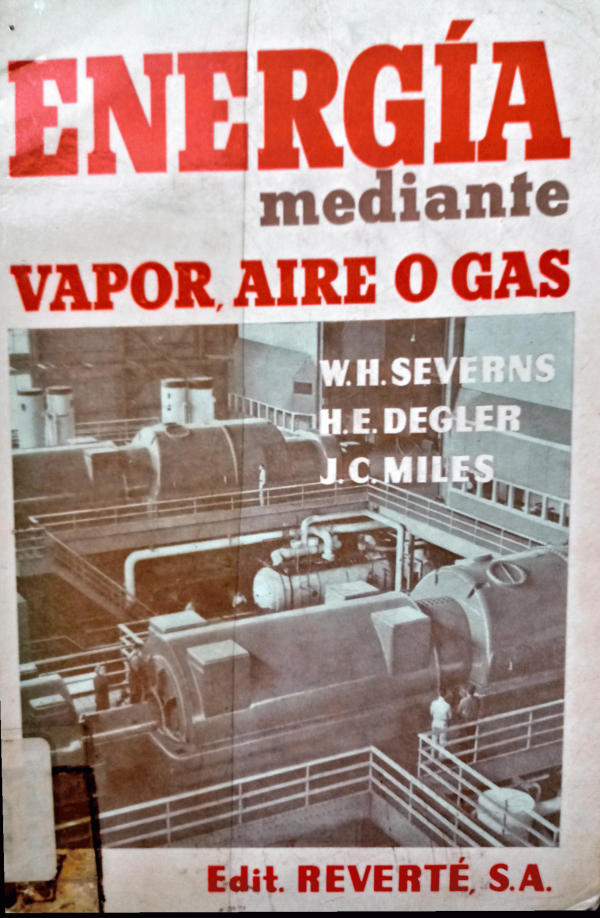 ENERGÍA
mediante
VAPOR, AIRE O GAS
W.H. SEVERNS
H.E. DEGLER
J.C. MILES
Edit. REVERTÉ, S.A.